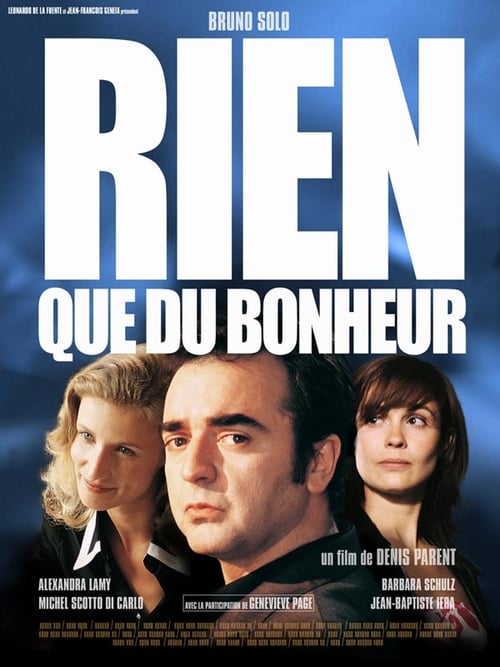 LEONARDO DE LA FUENTE et JEAN-FRANÇOIS GENEIX présentent
BRUNO SOLO
RIEN
QUE DU BONHEUR
un film de DENIS PARENT
ALEXANDRA LAMY
BARBARA SCHULZ
MICHEL SCOTTO DI CARLO
AVEC LA PARTICIPATION DE GENEVIEVE PAGE
JEAN-BAPTISTE IERA